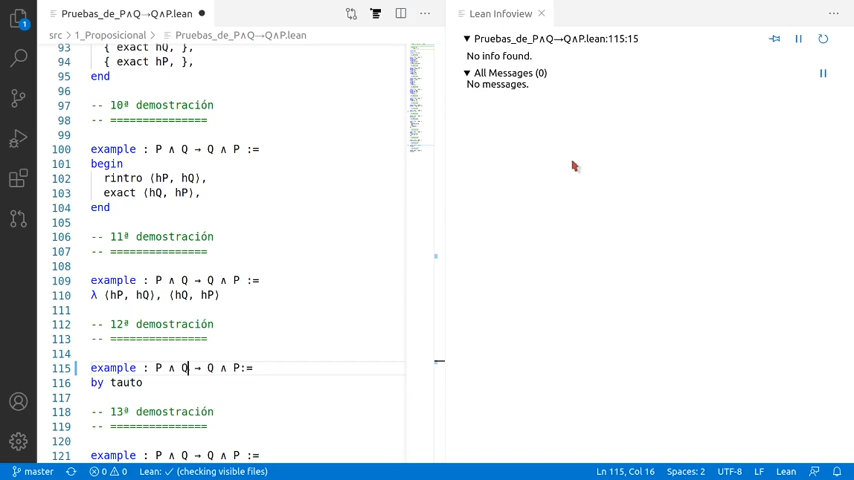 Pruebas_de_P∧Q→Q∧P.lean ●
src > 1_Proposicional > Pruebas_de_P∧Q→Q∧P.lean
93 { exact hQ, },
94 { exact hP, },
95 end
96
97 -- 10ª demostración
98 -- ===============
99
100 example : P ∧ Q → Q ∧ P :=
101 begin
102 rintro ⟨hP, hQ⟩,
103 exact ⟨hQ, hP⟩,
104 end
105
106 -- 11ª demostración
107 -- ===============
108
109 example : P ∧ Q → Q ∧ P :=
110 λ ⟨hP, hQ⟩, ⟨hQ, hP⟩
111
112 -- 12ª demostración
113 -- ===============
114
115 example : P ∧ Q → Q ∧ P:=
116 by tauto
117
118 -- 13ª demostración
119 -- ===============
120
121 example : P ∧ Q → Q ∧ P :=
Lean Infoview
Pruebas_de_P∧Q→Q∧P.lean:115:15
No info found.
All Messages (0)
No messages.
1
master 0 0 Lean: ✓ (checking visible files) Ln 115, Col 16 Spaces: 2 UTF-8 LF Lean